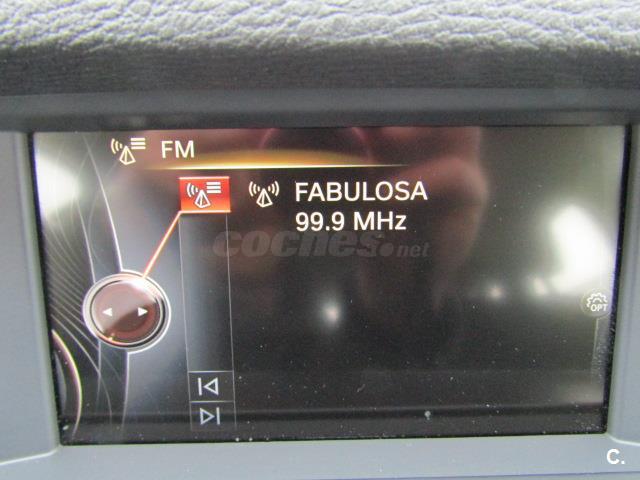 FM
FABULOSA
99.9 MHz
coches.net
OPT
C.